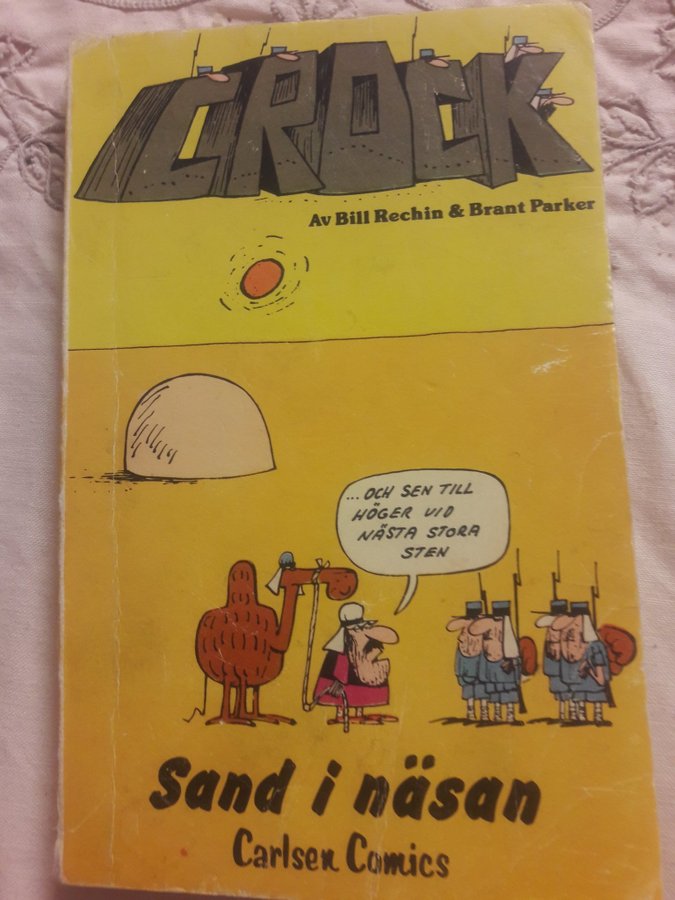 CROCK
Av Bill Rechin & Brant Parker
...OCH SEN TILL
HÖGER VID
NÄSTA STORA
STEN
Sand i näsan
Carlsen Comics